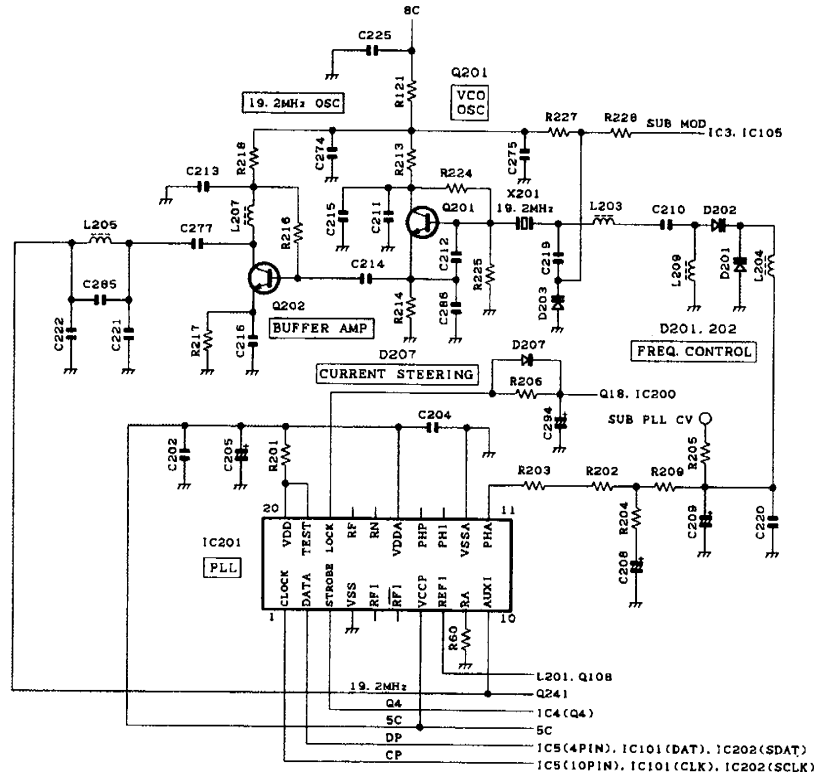 8C
C225
R121
Q201
VCO
OSC
19.2MHz OSC
R227
R228
SUB MOD
IC3, IC105
R218
C274
R213
C275
C213
R224
X201
19.2MHz
L203
C210
D202
L205
C277
L207
R216
C215
C211
Q201
C212
R225
C219
L209
D201
L204
C285
C214
D203
Q202
BUFFER AMP
R214
C286
C222
C221
R217
C216
D207
CURRENT STEERING
D207
D201, 202
FREQ. CONTROL
R206
Q18, IC200
C294
SUB PLL CV
C204
C202
C205
R201
R205
R203
R202
R209
R204
C209
C220
C208
20
11
IC201
PLL
VDD
TEST
LOCK
RF
RN
VDDA
PHP
PHI
VSSA
PHA
CLOCK
DATA
STROBE
VSS
RF1
RF1
VCCP
REF1
RA
AUX1
1
10
R60
L201, Q108
19.2MHz
Q241
Q4
IC4(Q4)
5C
5C
DP
IC5(4PIN), IC101(DAT), IC202(SDAT)
CP
IC5(10PIN), IC101(CLK), IC202(SCLK)